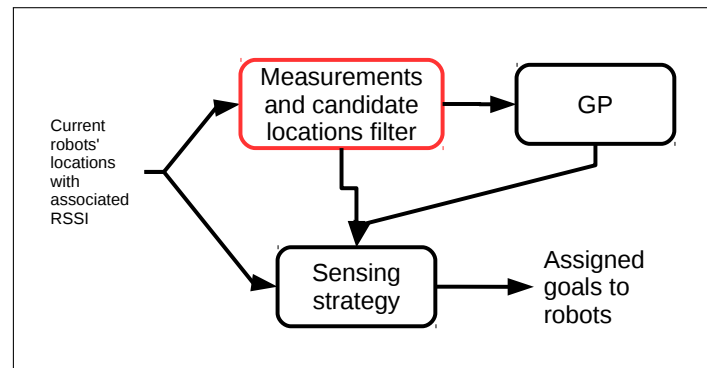 Current
robots'
locations
with
associated
RSSI
Measurements
and candidate
locations filter
GP
Sensing
strategy
Assigned
goals to
robots